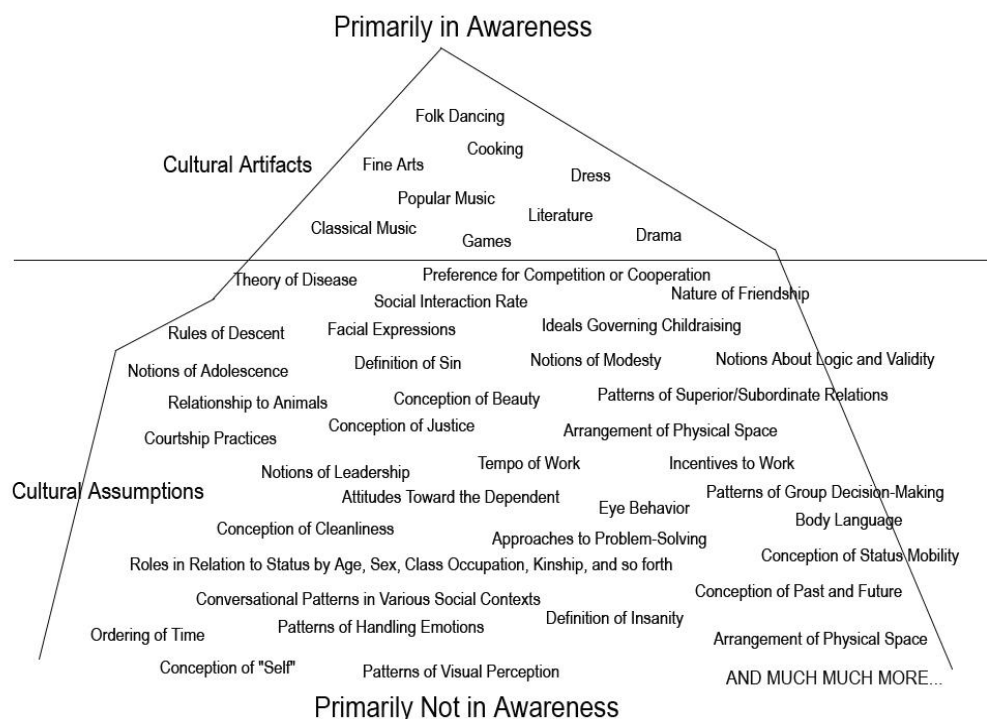 Primarily in Awareness
Folk Dancing
Cooking
Cultural Artifacts
Fine Arts
Dress
Popular Music
Literature
Classical Music
Games
Drama
Theory of Disease
Preference for Competition or Cooperation
Social Interaction Rate
Nature of Friendship
Rules of Descent
Facial Expressions
Ideals Governing Childraising
Notions of Adolescence
Definition of Sin
Notions of Modesty
Notions About Logic and Validity
Relationship to Animals
Conception of Beauty
Patterns of Superior/Subordinate Relations
Courtship Practices
Conception of Justice
Arrangement of Physical Space
Notions of Leadership
Tempo of Work
Incentives to Work
Cultural Assumptions
Attitudes Toward the Dependent
Eye Behavior
Patterns of Group Decision-Making
Conception of Cleanliness
Approaches to Problem-Solving
Body Language
Roles in Relation to Status by Age, Sex, Class Occupation, Kinship, and so forth
Conception of Status Mobility
Conversational Patterns in Various Social Contexts
Conception of Past and Future
Ordering of Time
Patterns of Handling Emotions
Definition of Insanity
Arrangement of Physical Space
Conception of "Self"
Patterns of Visual Perception
AND MUCH MUCH MORE...
Primarily Not in Awareness